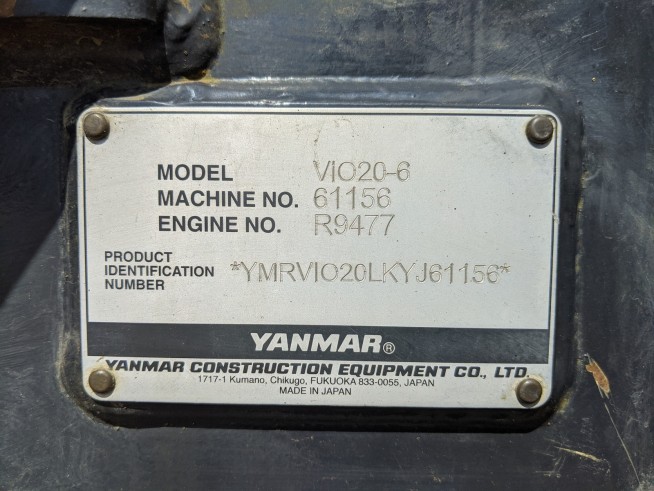 MODEL VIO20-6
MACHINE NO. 61156
ENGINE NO. R9477
PRODUCT
IDENTIFICATION
NUMBER
*YMRVIO20LKYJ61156*
YANMAR®
YANMAR CONSTRUCTION EQUIPMENT CO., LTD.
1717-1 Kumano, Chikugo, FUKUOKA 833-0055, JAPAN
MADE IN JAPAN